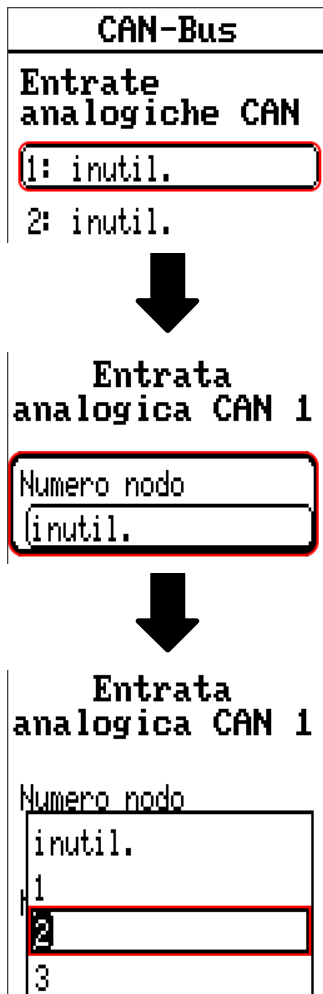 CAN-Bus
Entrate
analogiche CAN
1: inutil.
2: inutil.
Entrata
analogica CAN 1
Numero nodo
inutil.
Entrata
analogica CAN 1
Numero nodo
inutil.
1
2
3